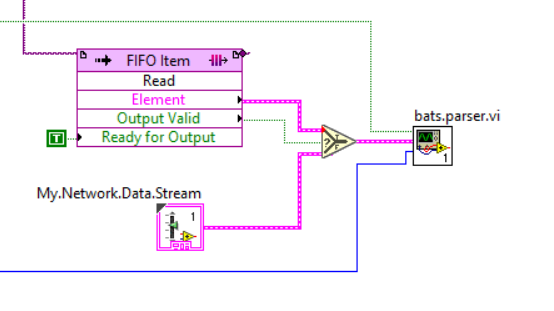 FIFO Item
Read
Element
bats.parser.vi
Output Valid
T
Ready for Output
T
F
?
1
My.Network.Data.Stream
1